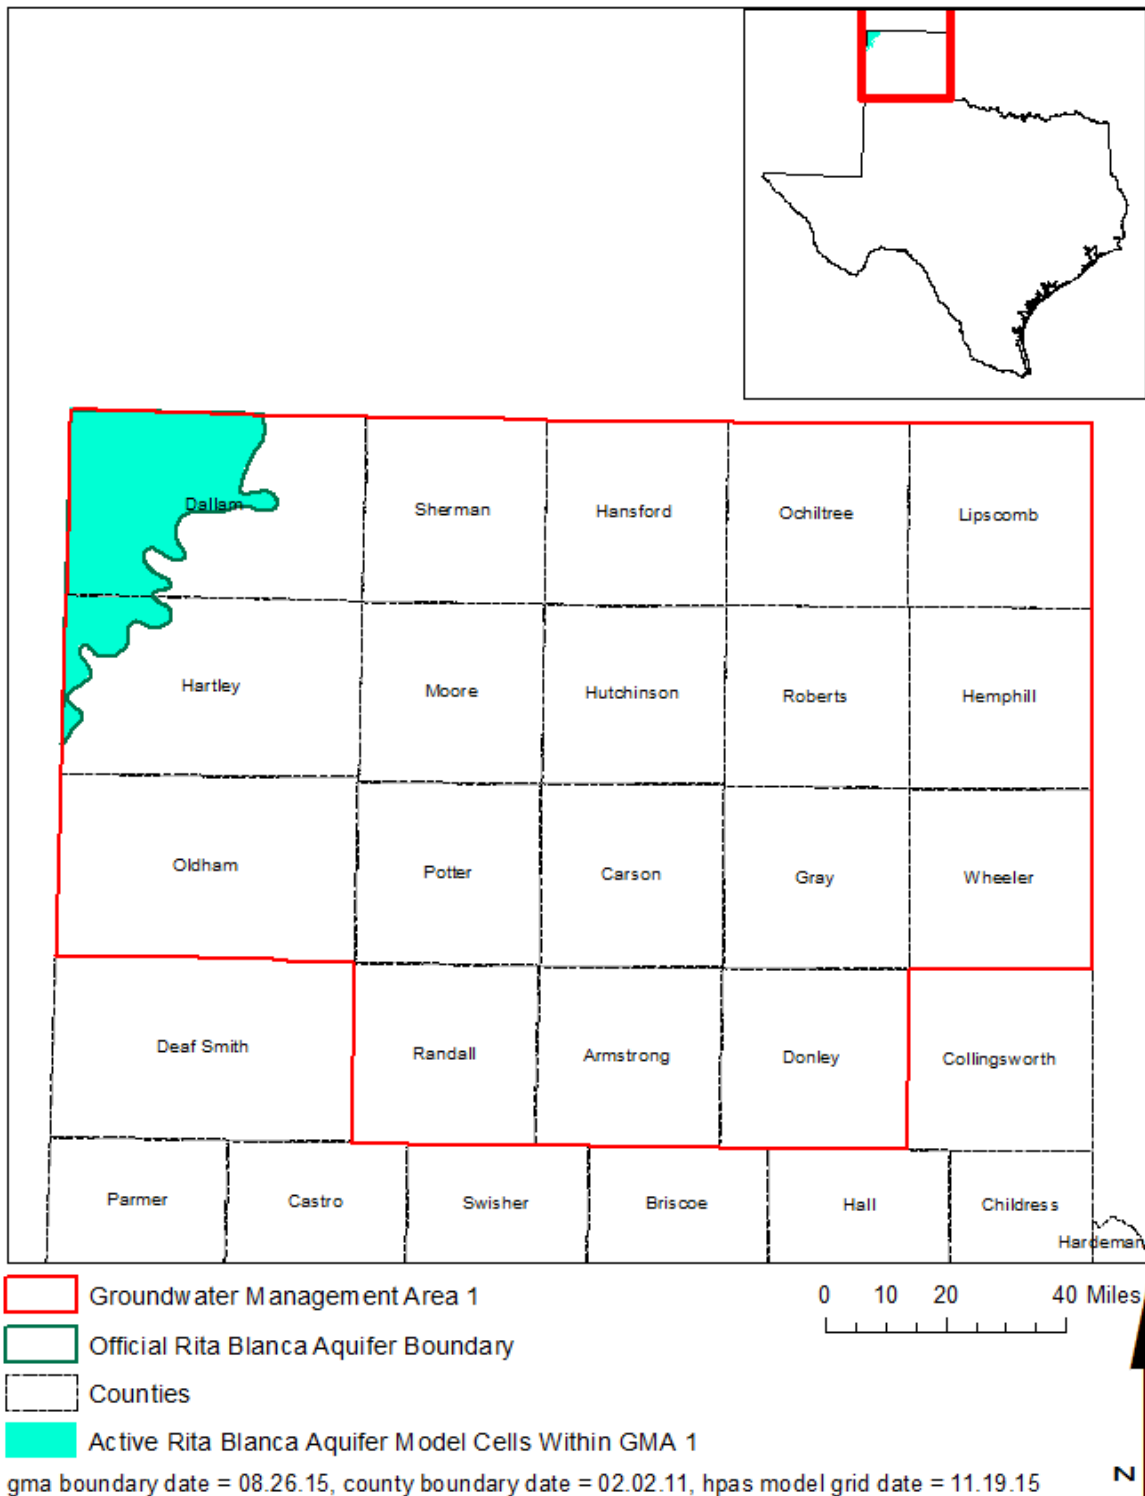 Dallam
Sherman
Hansford
Ochiltree
Lipscomb
Hartley
Moore
Hutchinson
Roberts
Hemphill
Oldham
Potter
Carson
Gray
Wheeler
Deaf Smith
Randall
Armstrong
Donley
Collingsworth
Parmer
Castro
Swisher
Briscoe
Hall
Childress
Hardeman
Groundwater Management Area 1
0 10 20 40 Miles
Official Rita Blanca Aquifer Boundary
Counties
Active Rita Blanca Aquifer Model Cells Within GMA 1
gma boundary date = 08.26.15, county boundary date = 02.02.11, hpas model grid date = 11.19.15
N